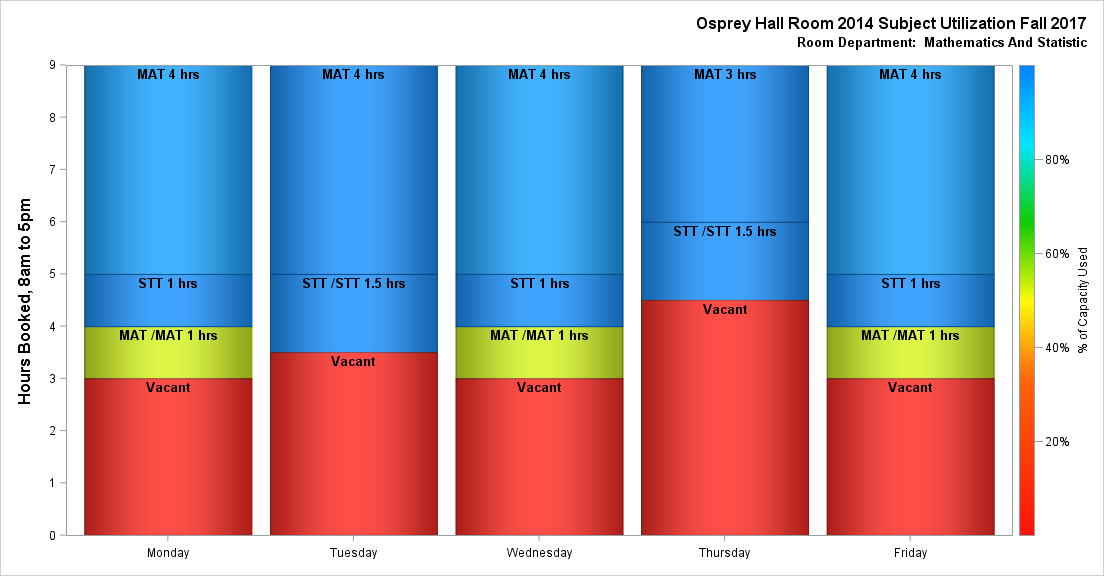 Osprey Hall Room 2014 Subject Utilization Fall 2017
Room Department:  Mathematics And Statistic
Hours Booked, 8am to 5pm
9
8
7
6
5
4
3
2
1
0
MAT 4 hrs
STT 1 hrs
MAT /MAT 1 hrs
Vacant
Monday
MAT 4 hrs
STT /STT 1.5 hrs
Vacant
Tuesday
MAT 4 hrs
STT 1 hrs
MAT /MAT 1 hrs
Vacant
Wednesday
MAT 3 hrs
STT /STT 1.5 hrs
Vacant
Thursday
MAT 4 hrs
STT 1 hrs
MAT /MAT 1 hrs
Vacant
Friday
80%
60%
40%
20%
% of Capacity Used